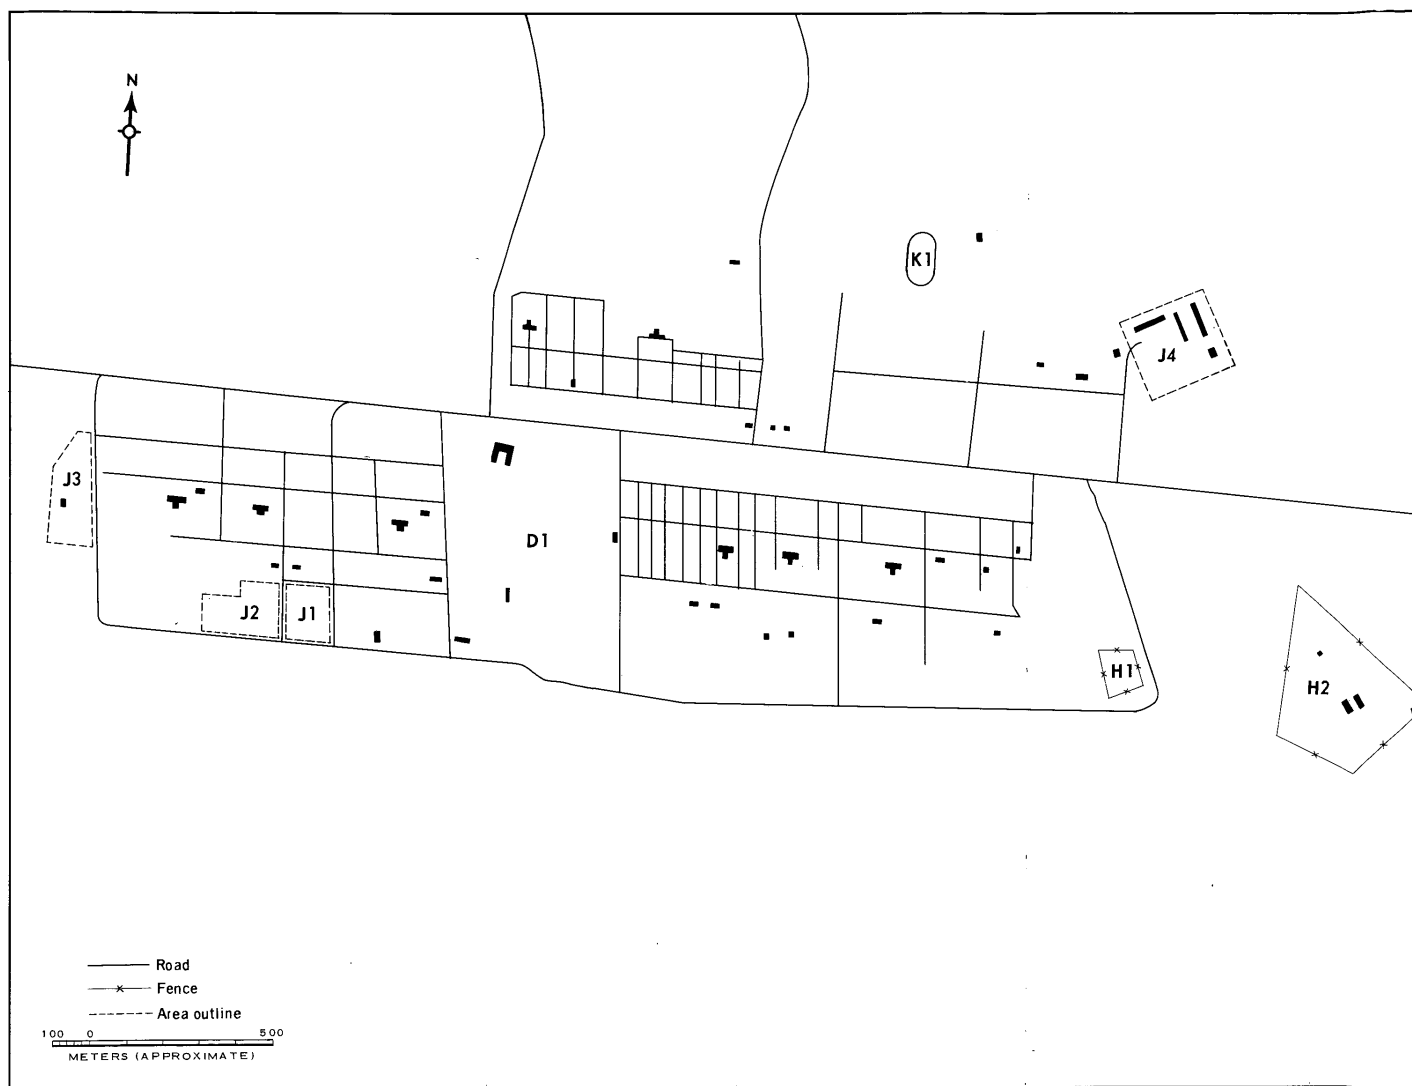 N
K1
J4
J3
D1
J2
J1
H1
H2
Road
Fence
Area outline
100 0 500
METERS (APPROXIMATE)